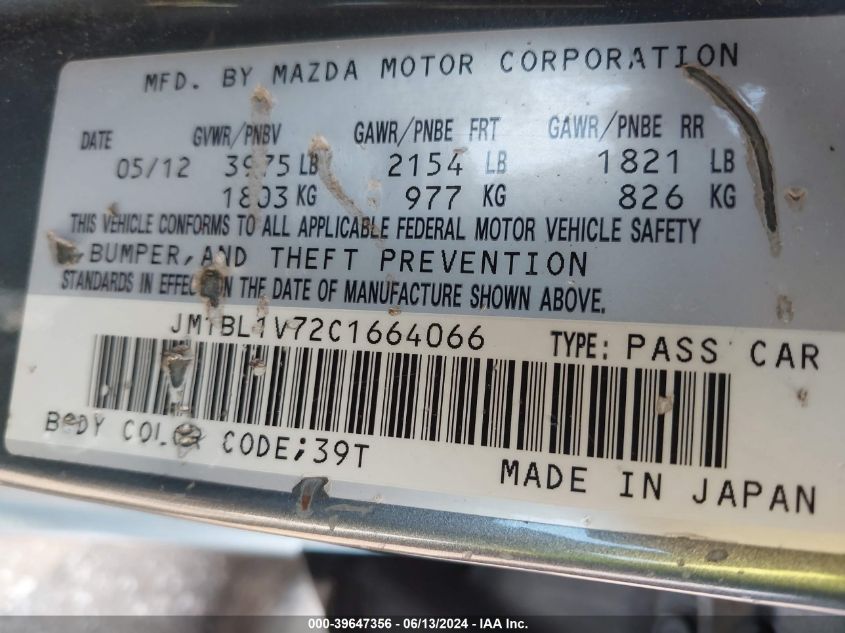 MFD. BY MAZDA MOTOR CORPORATION
DATE GVWR/PNBV GAWR/PNBE FRT GAWR/PNBE RR
05/12 3975 LB 2154 LB 1821 LB
1803 KG 977 KG 826 KG
THIS VEHICLE CONFORMS TO ALL APPLICABLE FEDERAL MOTOR VEHICLE SAFETY
,BUMPER,AND THEFT PREVENTION
STANDARDS IN EFFECT ON THE DATE OF MANUFACTURE SHOWN ABOVE.
JM1BL1V72C1664066 TYPE: PASS CAR
BODY COLOR CODE;39T
MADE IN JAPAN
000-39647356 - 06/13/2024 - IAA Inc.